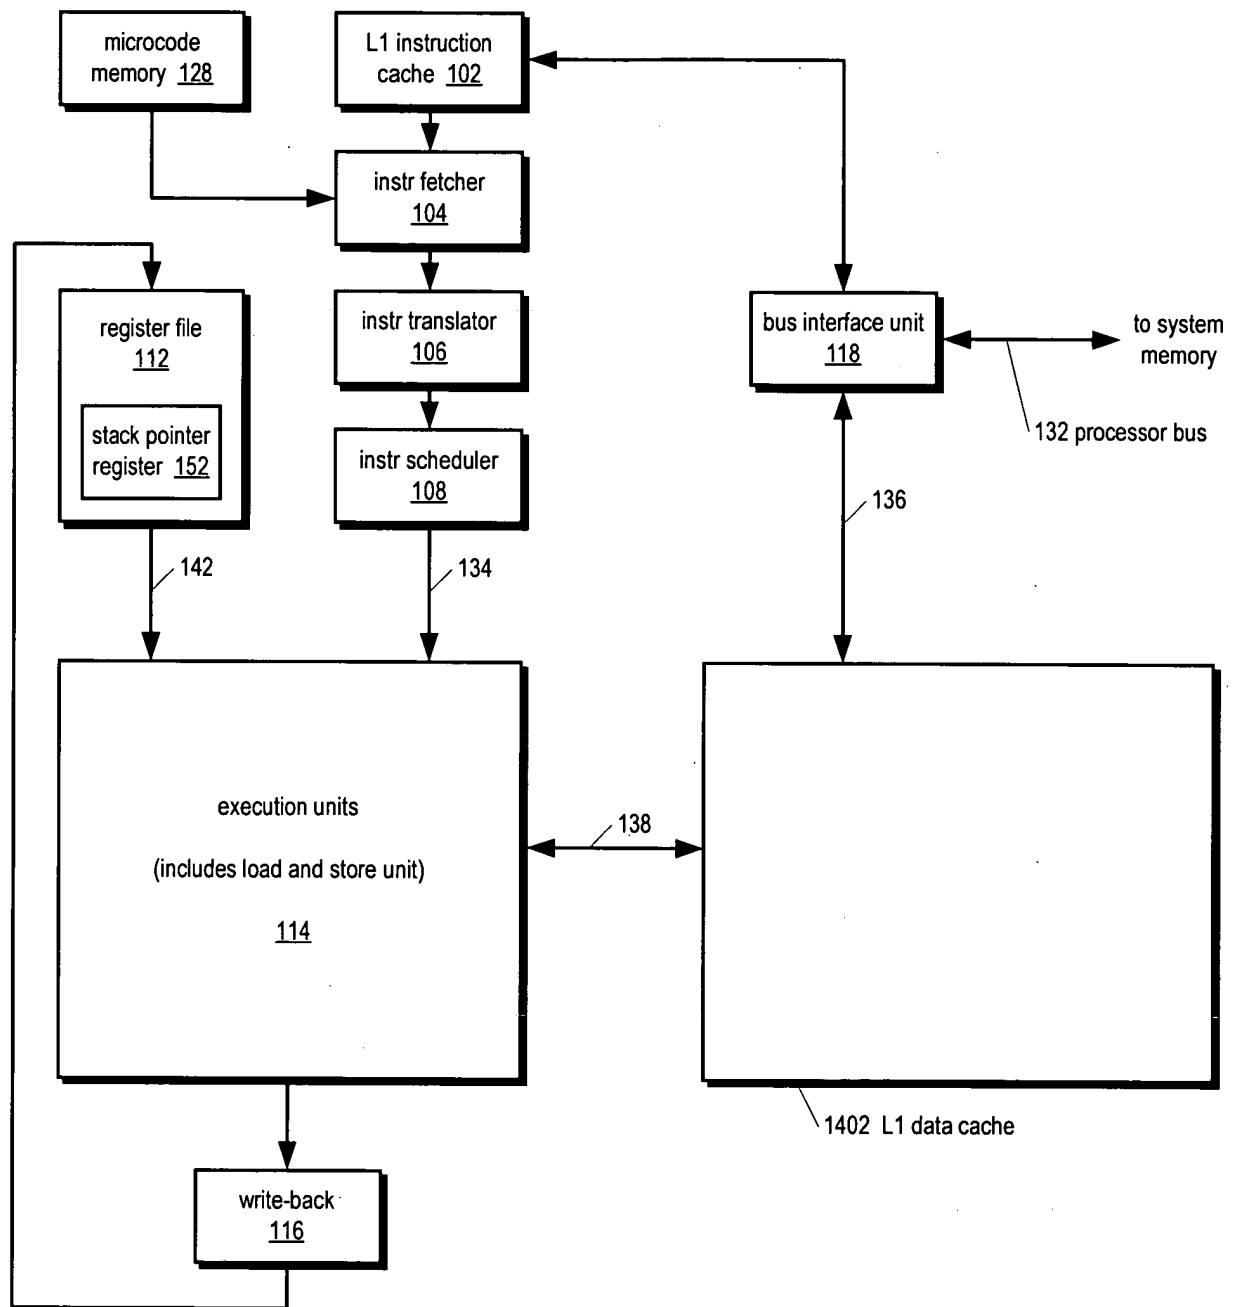 microcode
memory 128
L1 instruction
cache 102
instr fetcher
104
register file
112
stack pointer
register 152
instr translator
106
instr scheduler
108
bus interface unit
118
to system
memory
132 processor bus
136
142
134
execution units
(includes load and store unit)
114
138
1402 L1 data cache
write-back
116